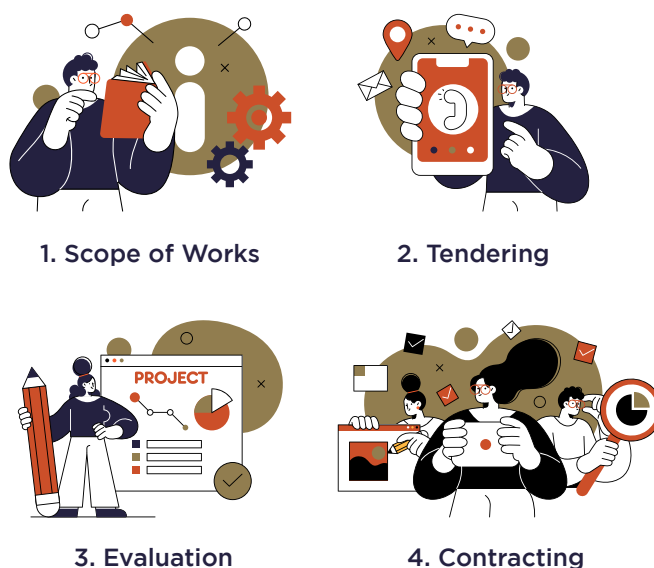 1. Scope of Works
2. Tendering
PROJECT
3. Evaluation
4. Contracting